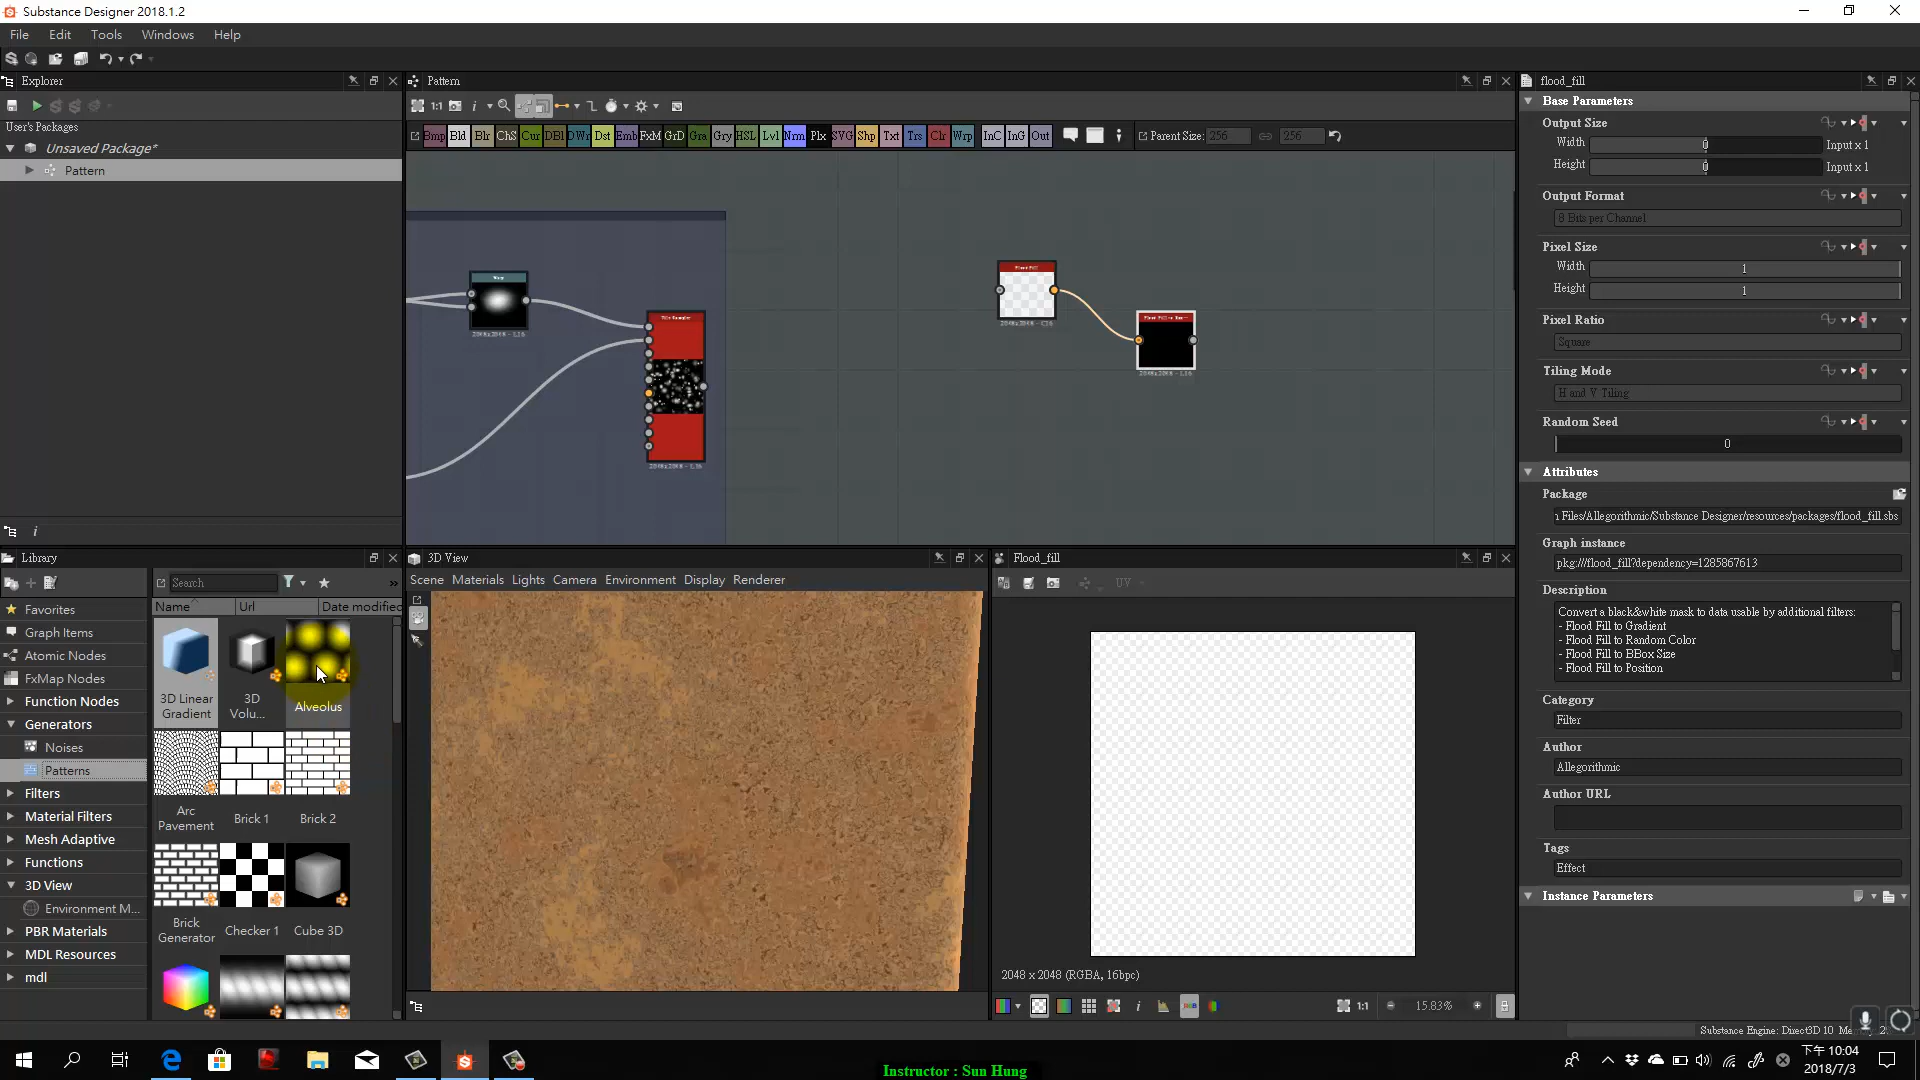 Substance Designer 2018.1.2
File Edit Tools Windows Help
Explorer
User's Packages
Unsaved Package*
Pattern
Pattern
1:1
Bmp Bld Blr ChS Cur DBl DWr Dst Emb FxM GrD Gra Gry HSL Lvl Nrm Plx SVG Shp Txt Trs Clr Wrp InC InG Out
Parent Size: 256 256
Flood Fill
Tile Sampler
flood_fill
Base Parameters
Output Size
Width 0 Input x 1
Height 0 Input x 1
Output Format
8 Bits per Channel
Pixel Size
Width 1
Height 1
Pixel Ratio
Square
Tiling Mode
H and V Tiling
Random Seed
0
Attributes
Package
ı Files/Allegorithmic/Substance Designer/resources/packages/flood_fill.sbs
Graph instance
pkg:///flood_fill?dependency=1285867613
Description
Convert a black&white mask to data usable by additional filters:
- Flood Fill to Gradient
- Flood Fill to Random Color
- Flood Fill to BBox Size
- Flood Fill to Position
Category
Filter
Author
Allegorithmic
Author URL
Tags
Effect
Instance Parameters
Library
Search
Name Url Date modified
Favorites
Graph Items
Atomic Nodes
FxMap Nodes
Function Nodes
Generators
Noises
Patterns
Filters
Material Filters
Mesh Adaptive
Functions
3D View
Environment M...
PBR Materials
MDL Resources
mdl
3D Linear Gradient
3D Volu...
Alveolus
Arc Pavement
Brick 1
Brick 2
Brick Generator
Checker 1
Cube 3D
3D View
Scene Materials Lights Camera Environment Display Renderer
Flood_fill
UV
2048 x 2048 (RGBA, 16bpc)
1:1
15.83%
Substance Engine: Direct3D 10
下午 10:04
2018/7/3
Instructor : Sun Hung